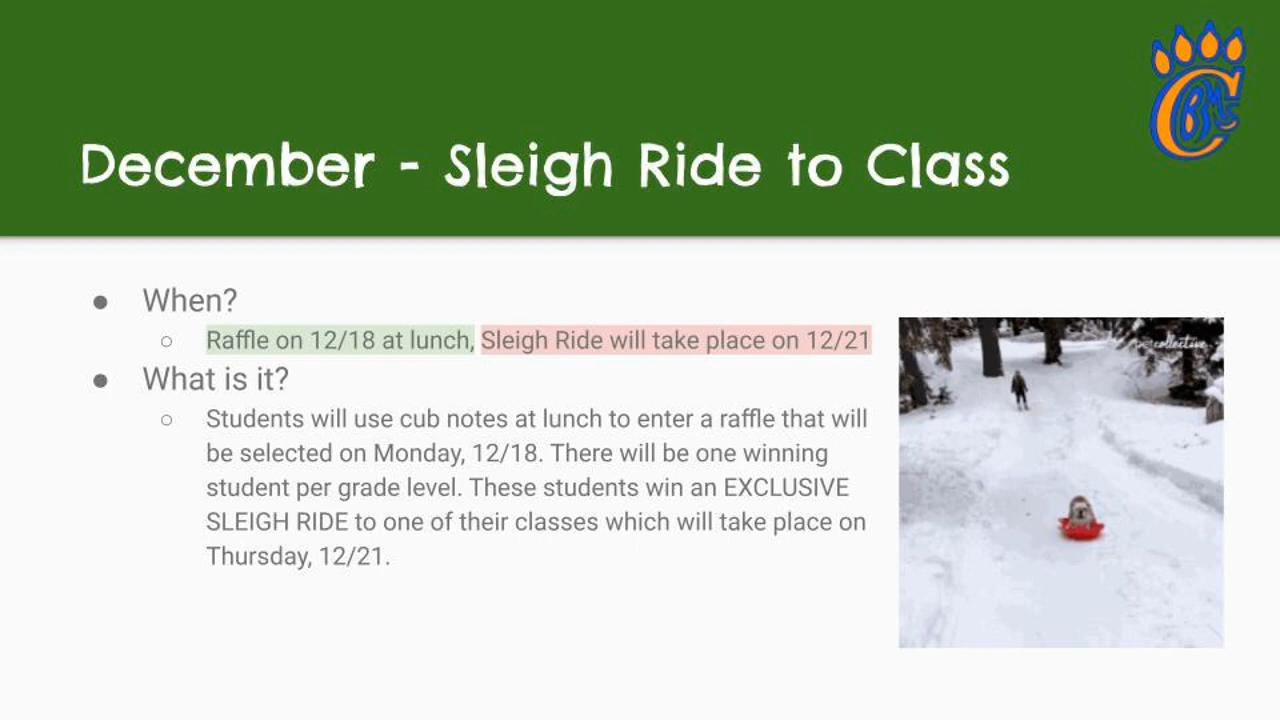 December - Sleigh Ride to Class
● When?
○ Raffle on 12/18 at lunch, Sleigh Ride will take place on 12/21
● What is it?
○ Students will use cub notes at lunch to enter a raffle that will
be selected on Monday, 12/18. There will be one winning
student per grade level. These students win an EXCLUSIVE
SLEIGH RIDE to one of their classes which will take place on
Thursday, 12/21.
petcollective